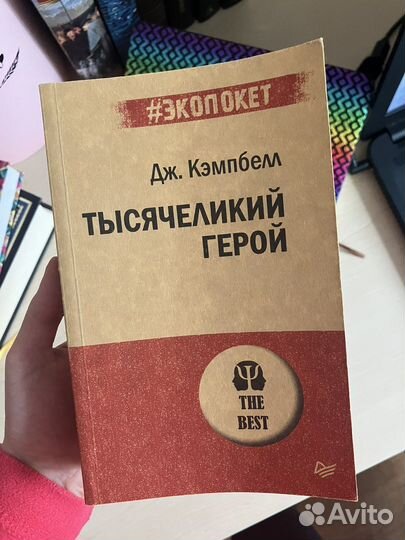 #ЭКОПОКЕТ
Дж. Кэмпбелл
ТЫСЯЧЕЛИКИЙ
ГЕРОЙ
THE
BEST
Avito